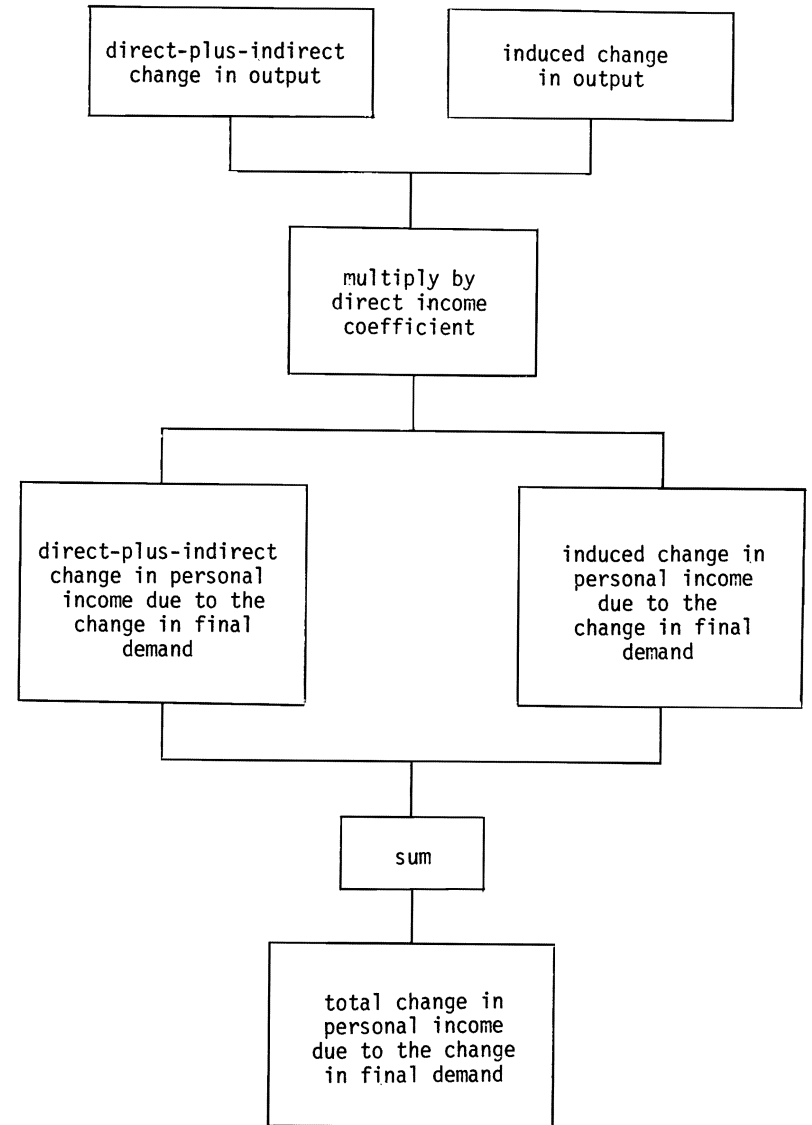 direct-plus-indirect
change in output
induced change
in output
multiply by
direct income
coefficient
direct-plus-indirect
change in personal
income due to the
change in final
demand
induced change in
personal income
due to the
change in final
demand
sum
total change in
personal income
due to the change
in final demand